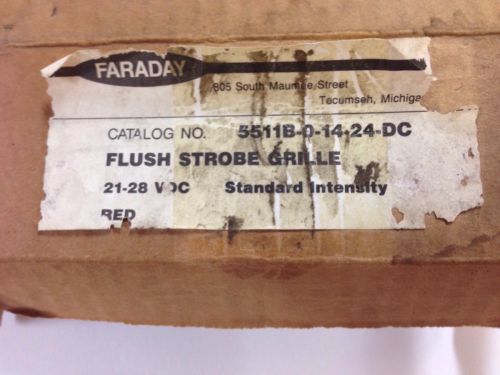 FARADAY
805 South Maumee Street
Tecumseh, Michiga
CATALOG NO. 5511B-0-14-24-DC
FLUSH STROBE GRILLE
21-28 VDC Standard Intensity
RED